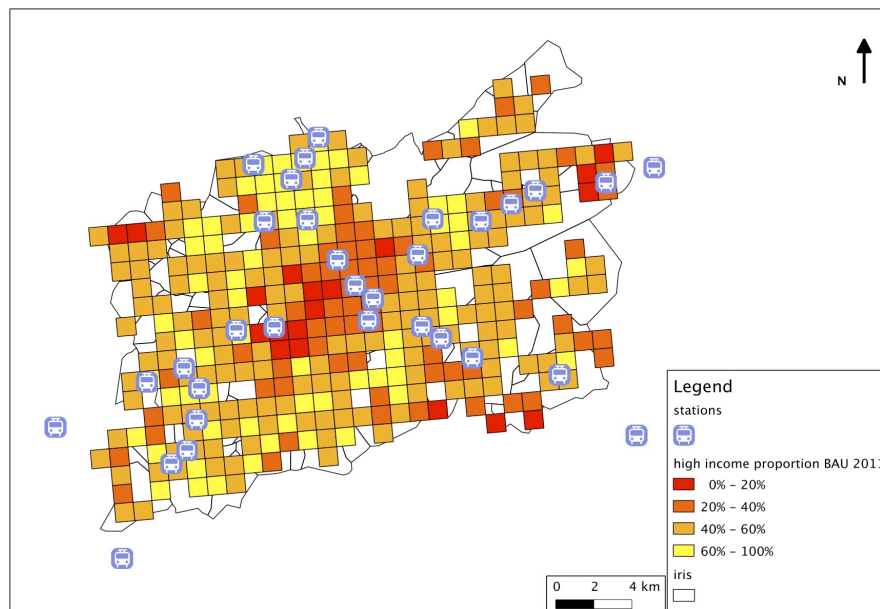 N
Legend
stations
high income proportion BAU 201
0% - 20%
20% - 40%
40% - 60%
60% - 100%
iris
0 2 4 km